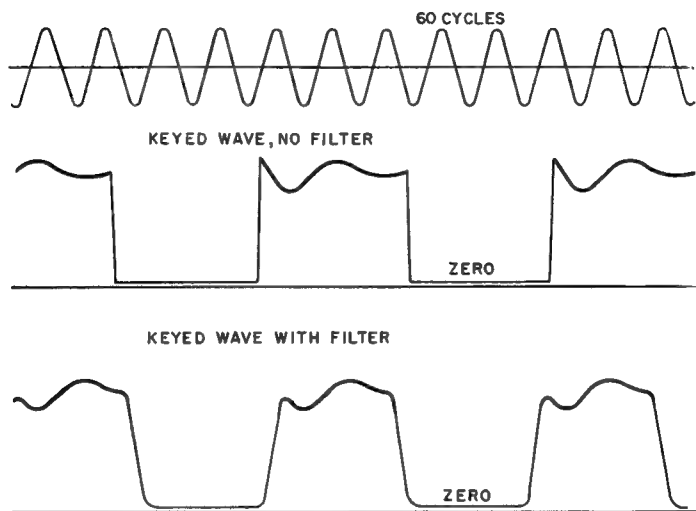 60 CYCLES
KEYED WAVE, NO FILTER
ZERO
KEYED WAVE WITH FILTER
ZERO